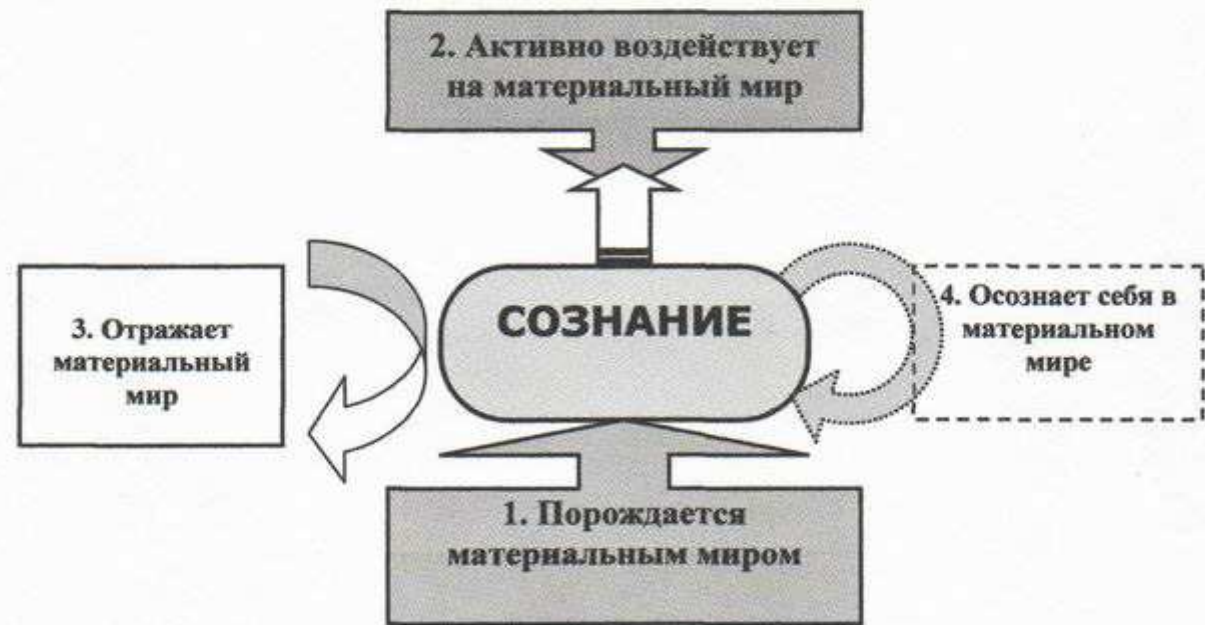 2. Активно воздействует
на материальный мир
3. Отражает
материальный
мир
СОЗНАНИЕ
4. Осознает себя в
материальном
мире
1. Порождается
материальным миром